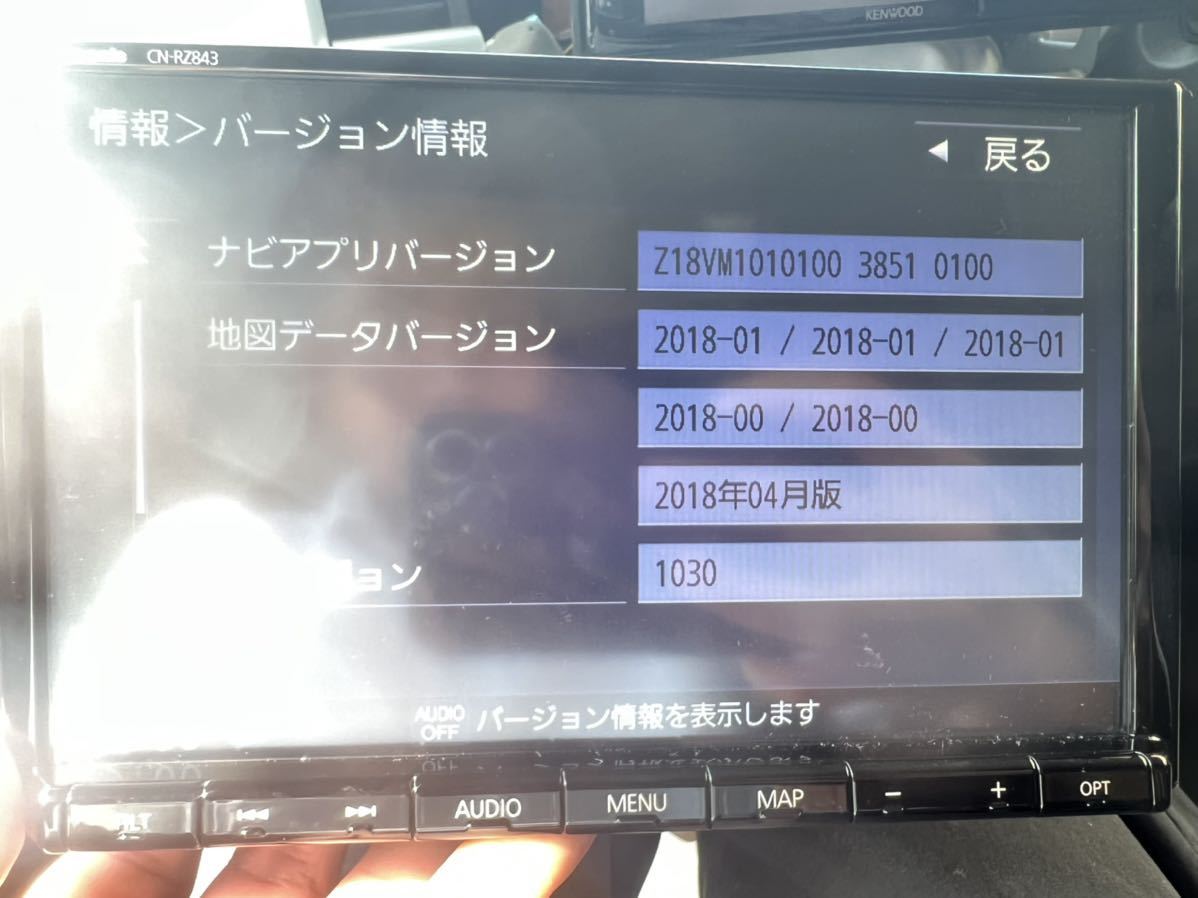 KENWOOD
CN-RZ843
情報＞バージョン情報
戻る
ナビアプリバージョン
Z18VM1010100 3851 0100
地図データバージョン
2018-01 / 2018-01 / 2018-01
2018-00 / 2018-00
2018年04月版
ョン
1030
AUDIO
OFF
バージョン情報を表示します
AUDIO
MENU
MAP
−
+
OPT